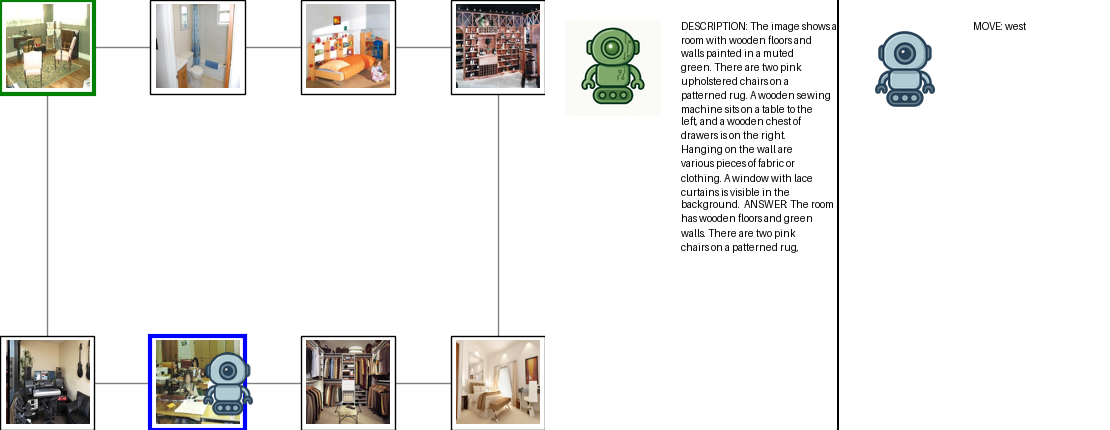 DESCRIPTION: The image shows a
room with wooden floors and
walls painted in a muted
green. There are two pink
upholstered chairs on a
patterned rug. A wooden sewing
machine sits on a table to the
left, and a wooden chest of
drawers is on the right.
Hanging on the wall are
various pieces of fabric or
clothing. A window with lace
curtains is visible in the
background. ANSWER: The room
has wooden floors and green
walls. There are two pink
chairs on a patterned rug,
MOVE: west